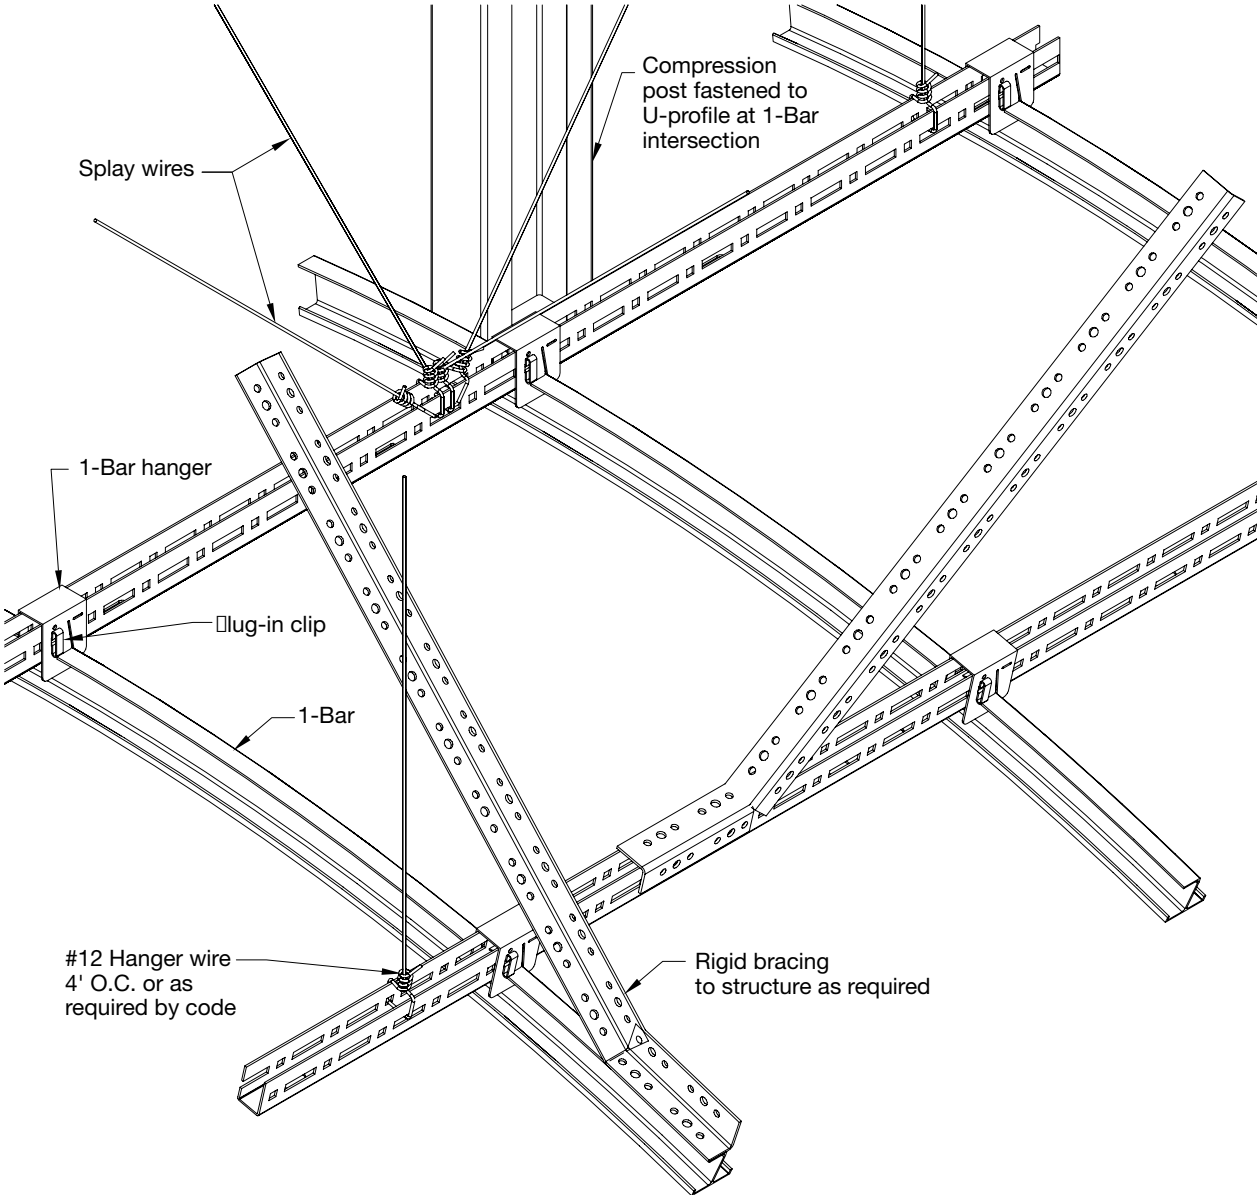 Compression
post fastened to
U-profile at 1-Bar
intersection
Splay wires
1-Bar hanger
▯lug-in clip
1-Bar
#12 Hanger wire
4' O.C. or as
required by code
Rigid bracing
to structure as required